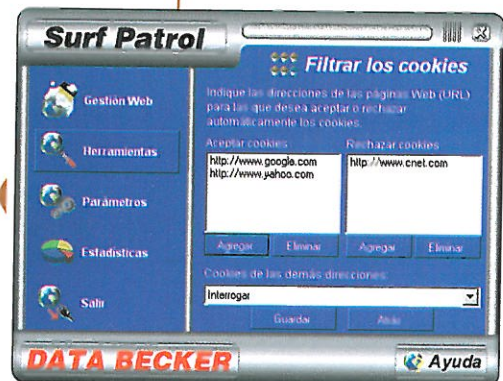 Surf Patrol
Filtrar los cookies
Gestión Web
Herramientas
Parámetros
Estadísticas
Salir
Indique las direcciones de las páginas Web (URL)
para las que desea aceptar o rechazar
automáticamente los cookies.
Aceptar cookies
Rechazar cookies
http://www.google.com
http://www.yahoo.com
http://www.cnet.com
Agregar
Eliminar
Agregar
Eliminar
Cookies de las demás direcciones:
Interrogar
Guardar
Atrás
DATA BECKER
Ayuda